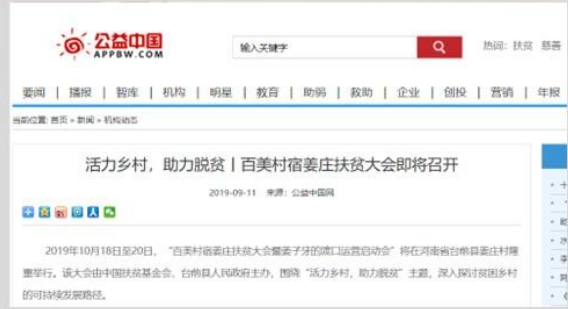 公益中国
APPBW.COM
输入关键字
热词: 扶贫 慈善
要闻 | 播报 | 智库 | 机构 | 明星 | 教育 | 助弱 | 救助 | 企业 | 创投 | 营销 | 年报
当前位置: 首页 » 新闻 » 机构动态
活力乡村，助力脱贫丨百美村宿姜庄扶贫大会即将召开
2019-09-11 来源: 公益中国网
2019年10月18日至20日，“百美村宿姜庄扶贫大会暨姜子牙的渡口运营启动会”将在河南省台前县姜庄村隆
重举行。该大会由中国扶贫基金会、台前县人民政府主办，围绕“活力乡村，助力脱贫”主题，深入探讨贫困乡村
的可持续发展路径。